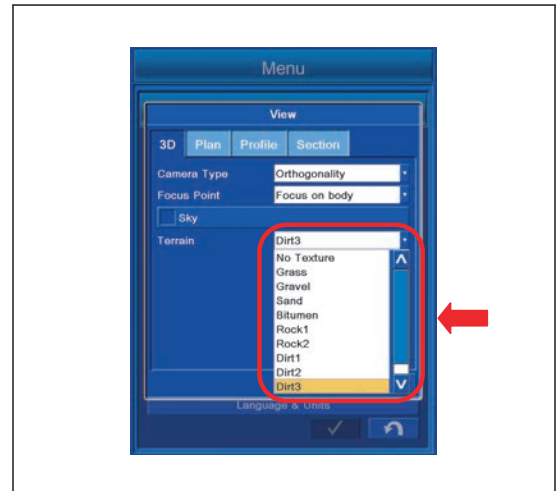 Menu
View
3D Plan Profile Section
Camera Type Orthogonality
Focus Point Focus on body
Sky
Terrain Dirt3
No Texture
Grass
Gravel
Sand
Bitumen
Rock1
Rock2
Dirt1
Dirt2
Dirt3
Language & Units